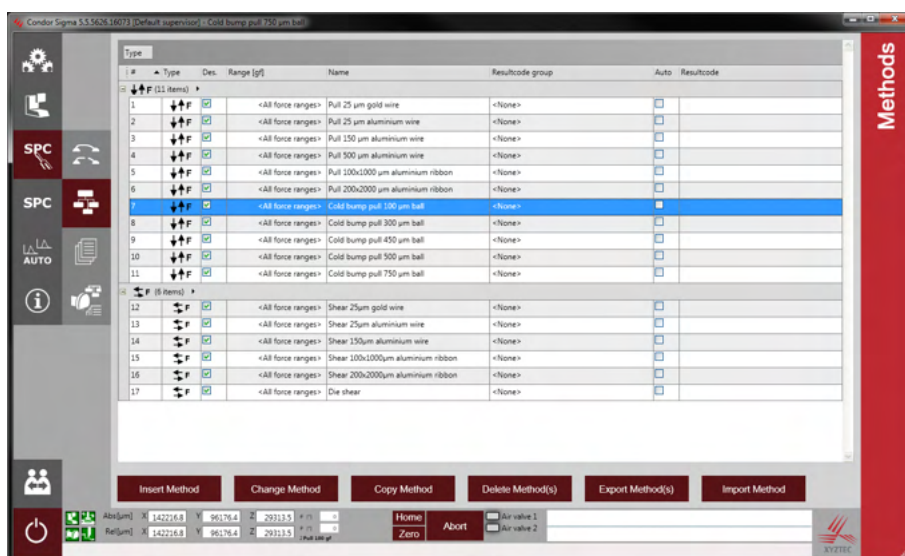 Condor Sigma 5.5.5626.16073 [Default supervisor] - Cold bump pull 750 µm ball
Methods
Type
# Type Des. Range [gf] Name Resultcode group Auto Resultcode
F (11 items)
1 F <All force ranges> Pull 25 µm gold wire <None>
2 F <All force ranges> Pull 25 µm aluminium wire <None>
3 F <All force ranges> Pull 150 µm aluminium wire <None>
4 F <All force ranges> Pull 500 µm aluminium wire <None>
5 F <All force ranges> Pull 100x1000 µm aluminium ribbon <None>
6 F <All force ranges> Pull 200x2000 µm aluminium ribbon <None>
7 F <All force ranges> Cold bump pull 100 µm ball <None>
8 F <All force ranges> Cold bump pull 300 µm ball <None>
9 F <All force ranges> Cold bump pull 450 µm ball <None>
10 F <All force ranges> Cold bump pull 500 µm ball <None>
11 F <All force ranges> Cold bump pull 750 µm ball <None>
F (6 items)
12 F <All force ranges> Shear 25µm gold wire <None>
13 F <All force ranges> Shear 25µm aluminium wire <None>
14 F <All force ranges> Shear 150µm aluminium wire <None>
15 F <All force ranges> Shear 100x1000µm aluminium ribbon <None>
16 F <All force ranges> Shear 200x2000µm aluminium ribbon <None>
17 F <All force ranges> Die shear <None>
SPC
SPC
AUTO
Insert Method Change Method Copy Method Delete Method(s) Export Method(s) Import Method
Abs[µm] X 142216.8 Y 96176.4 Z 29313.5 0 Home Abort Air valve 1
Rel[µm] X 142216.8 Y 96176.4 Z 29313.5 0 Zero Air valve 2
Pull 100 gf
XYZTEC